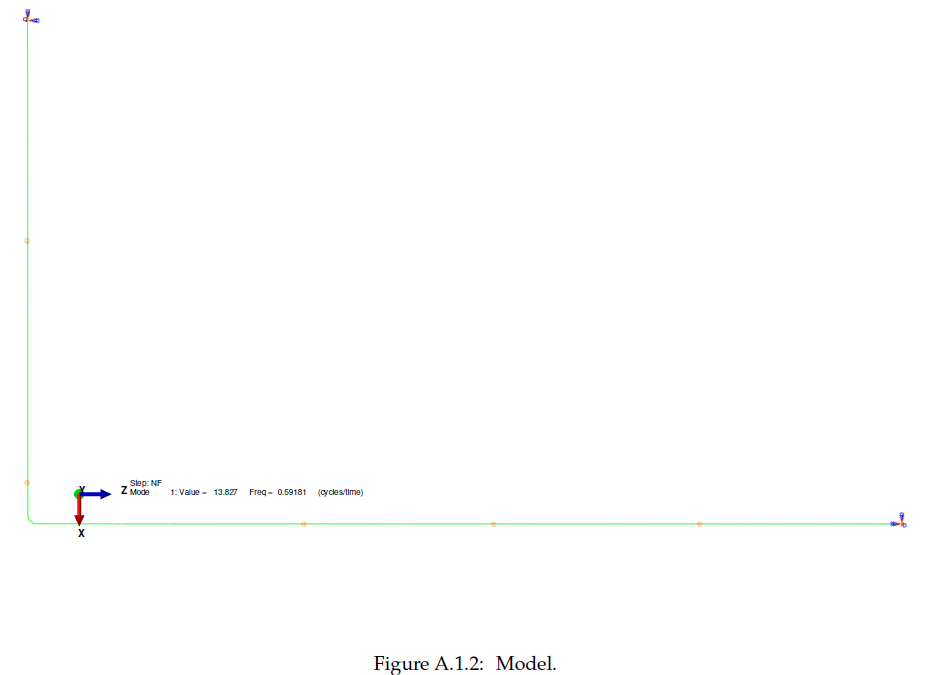 Step: NF
Y
Z Mode 1: Value = 13.827 Freq = 0.59181 (cycles/time)
X
Figure A.1.2: Model.